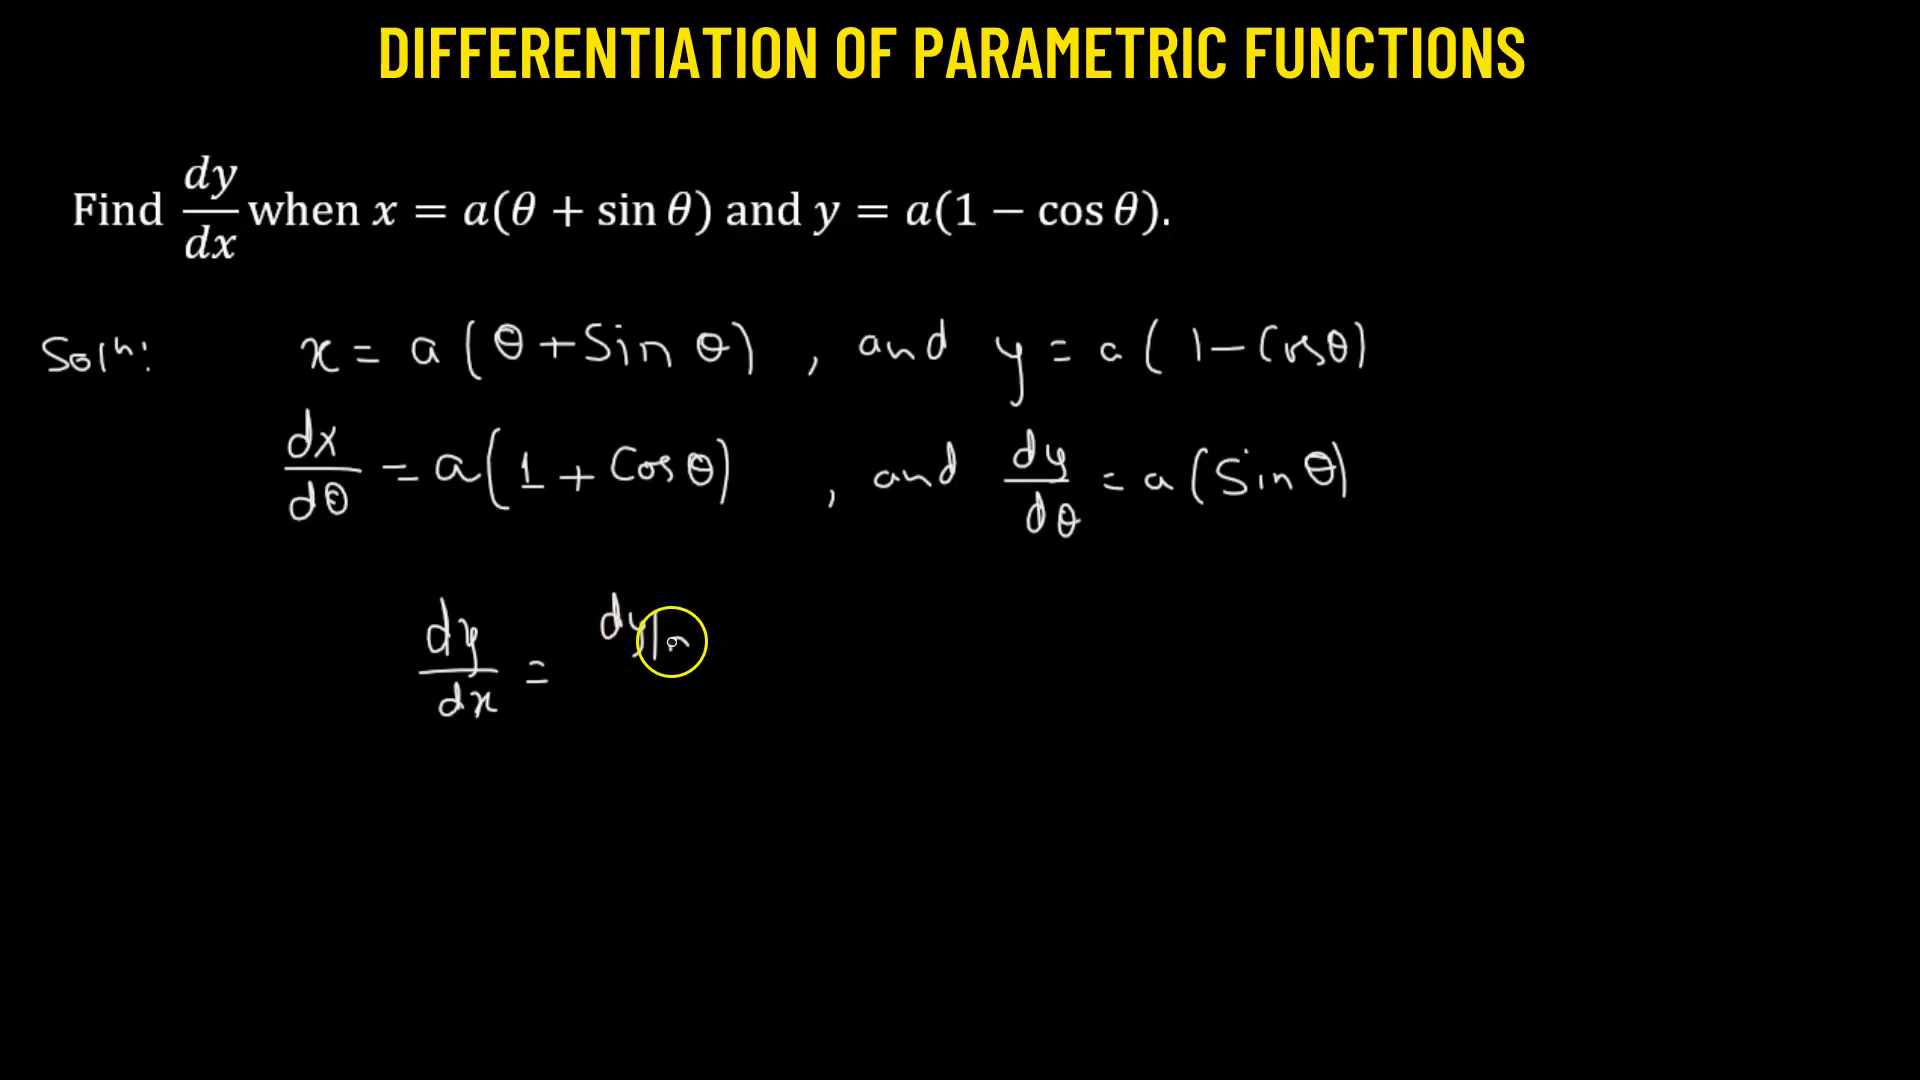 DIFFERENTIATION OF PARAMETRIC FUNCTIONS
Find dy/dx when x = a(θ + sin θ) and y = a(1 − cos θ).
Soln: x = a(θ + Sin θ), and y = a(1 − Cosθ)
dx/dθ = a(1 + Cos θ), and dy/dθ = a(Sin θ)
dy/dx = dy|